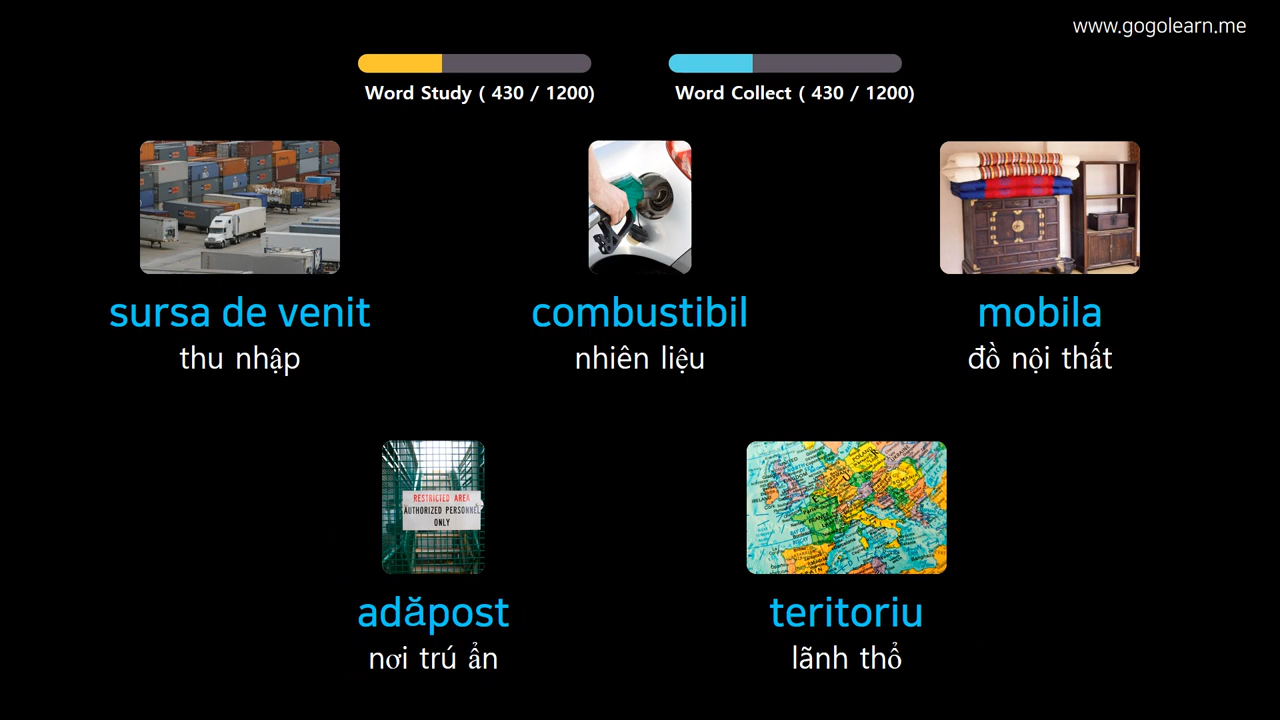 www.gogolearn.me
Word Study ( 430 / 1200)
Word Collect ( 430 / 1200)
sursa de venit
thu nhập
combustibil
nhiên liệu
mobila
đồ nội thất
RESTRICTED AREA
AUTHORIZED PERSONNEL
ONLY
adăpost
nơi trú ẩn
teritoriu
lãnh thổ